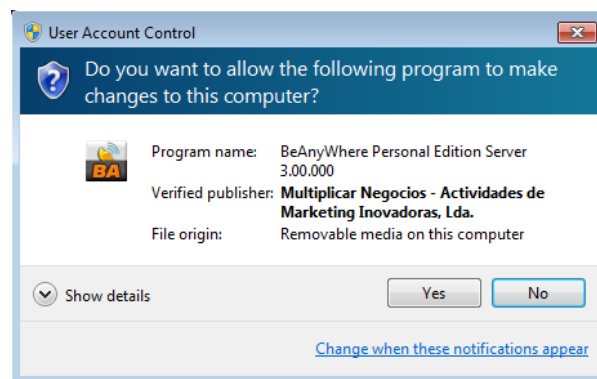 User Account Control
Do you want to allow the following program to make
changes to this computer?
BA
Program name: BeAnyWhere Personal Edition Server
3.00.000
Verified publisher: Multiplicar Negocios - Actividades de
Marketing Inovadoras, Lda.
File origin: Removable media on this computer
Show details
Yes
No
Change when these notifications appear